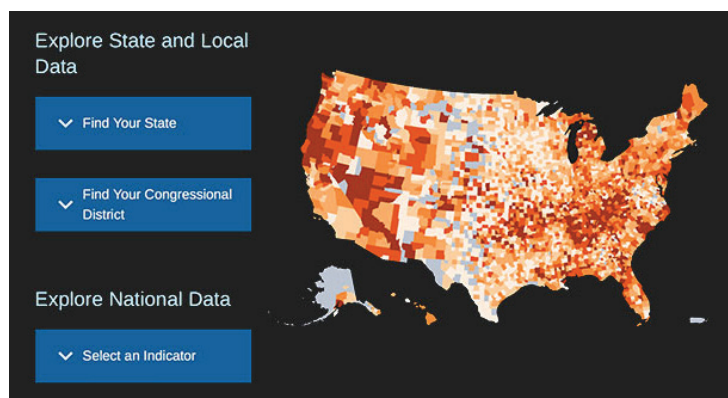 Explore State and Local
Data
Find Your State
Find Your Congressional
District
Explore National Data
Select an Indicator